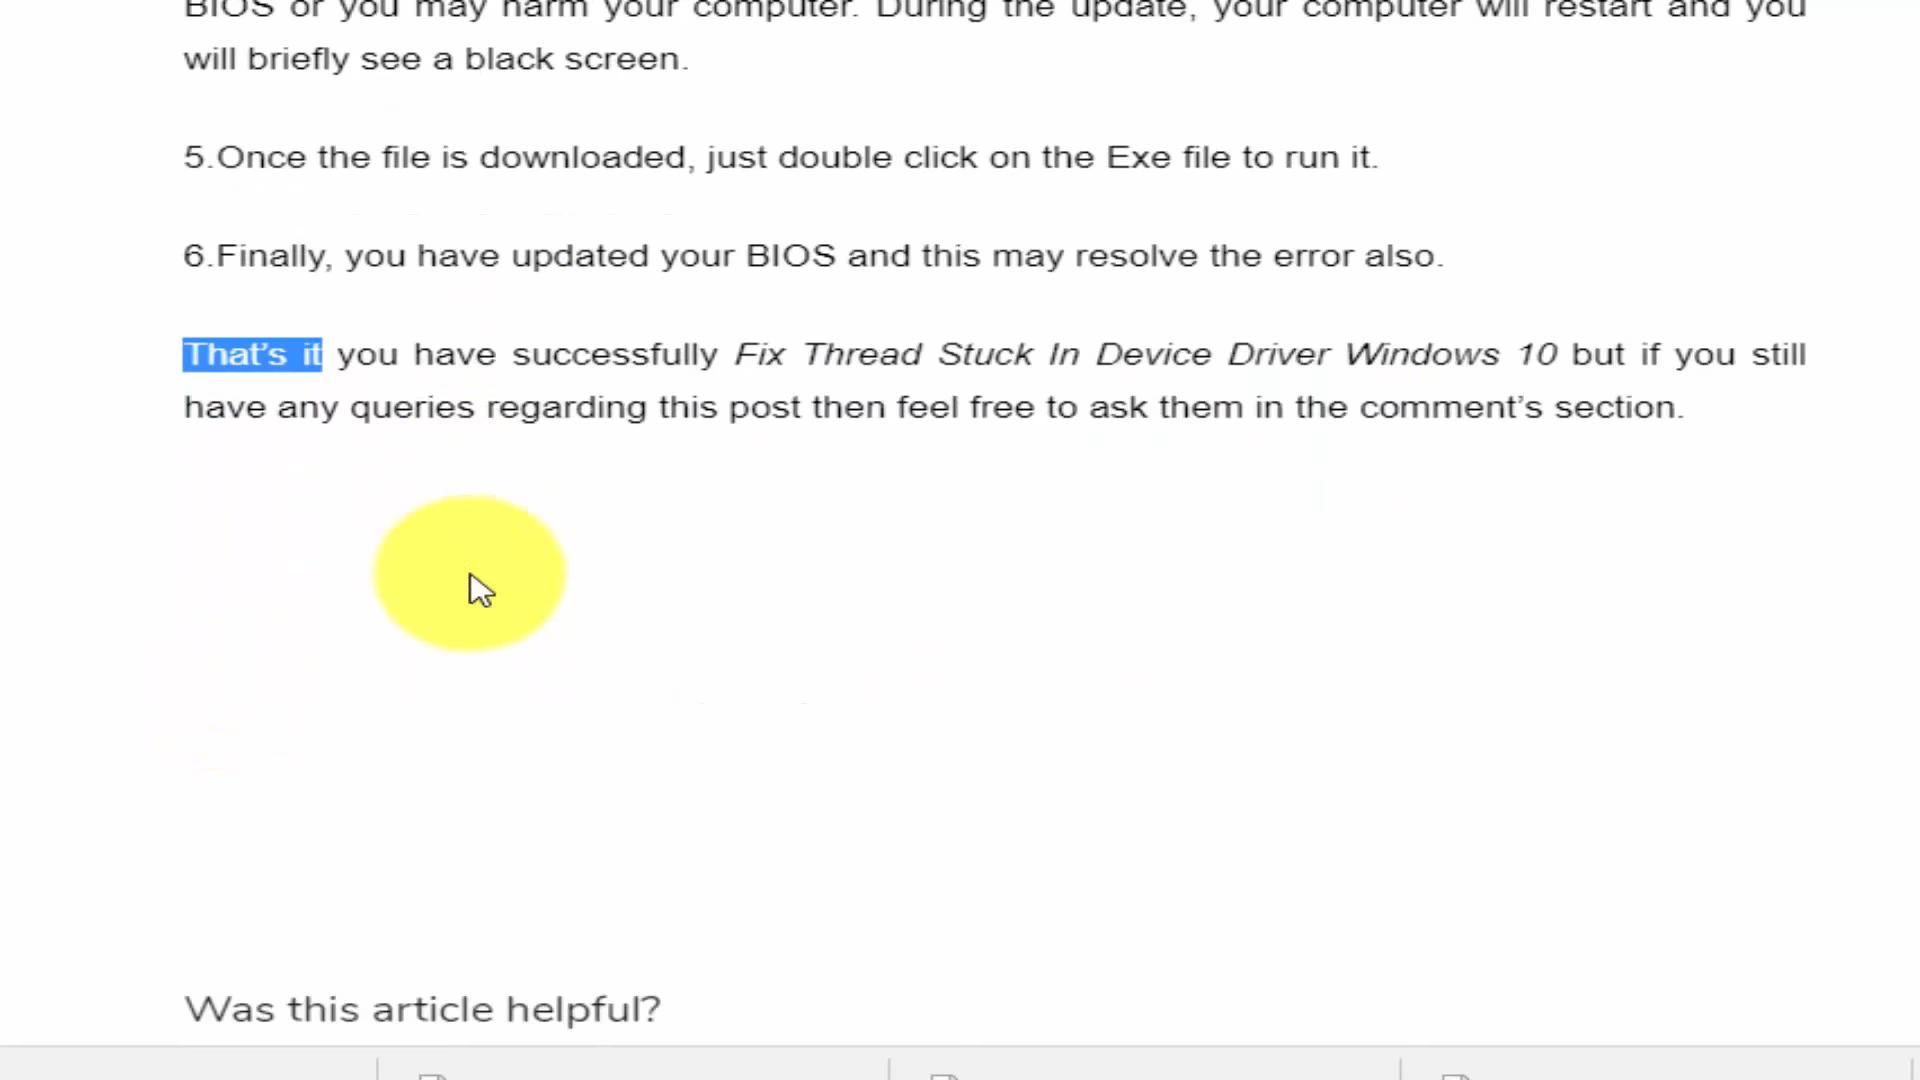 BIOS or you may harm your computer. During the update, your computer will restart and you
will briefly see a black screen.
5.Once the file is downloaded, just double click on the Exe file to run it.
6.Finally, you have updated your BIOS and this may resolve the error also.
That’s it you have successfully Fix Thread Stuck In Device Driver Windows 10 but if you still
have any queries regarding this post then feel free to ask them in the comment’s section.
Was this article helpful?